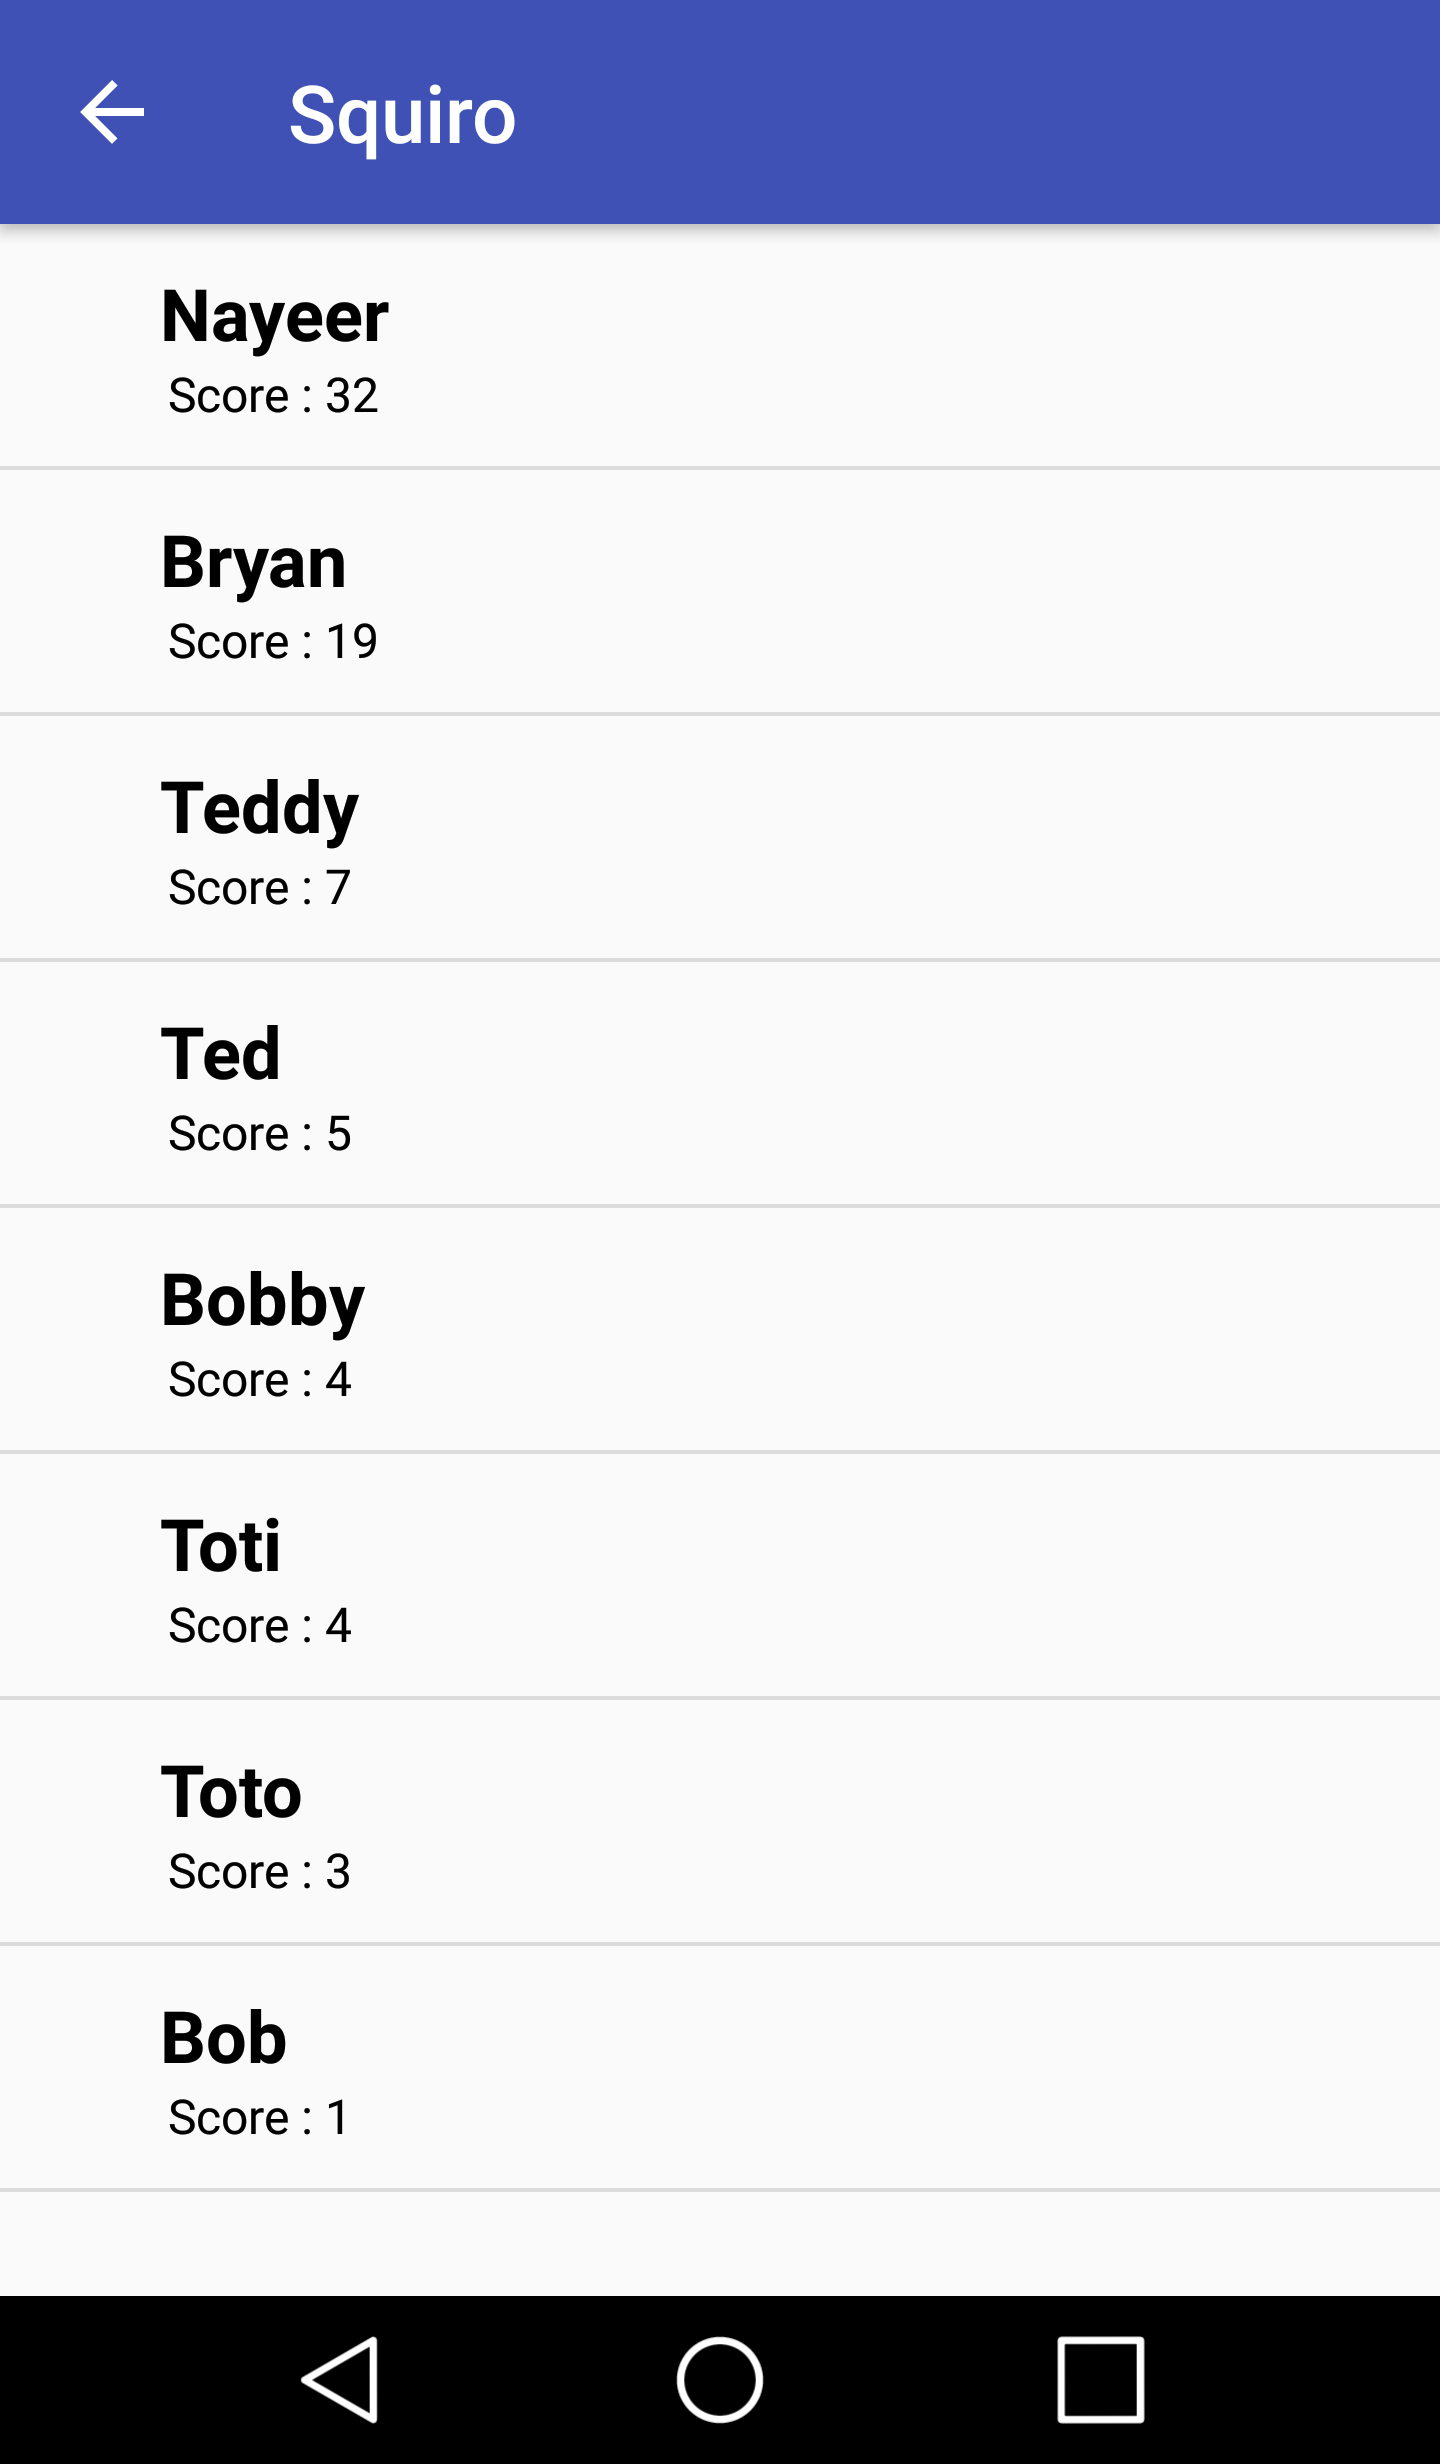 Squiro
Nayeer
Score : 32
Bryan
Score : 19
Teddy
Score : 7
Ted
Score : 5
Bobby
Score : 4
Toti
Score : 4
Toto
Score : 3
Bob
Score : 1